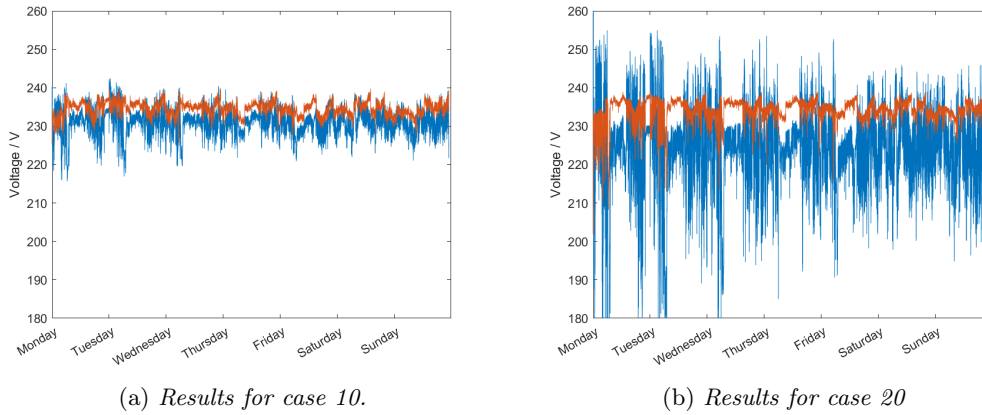 260
250
240
230
220
210
200
190
180
Voltage / V
Monday
Tuesday
Wednesday
Thursday
Friday
Saturday
Sunday
(a) Results for case 10.
260
250
240
230
220
210
200
190
180
Voltage / V
Monday
Tuesday
Wednesday
Thursday
Friday
Saturday
Sunday
(b) Results for case 20